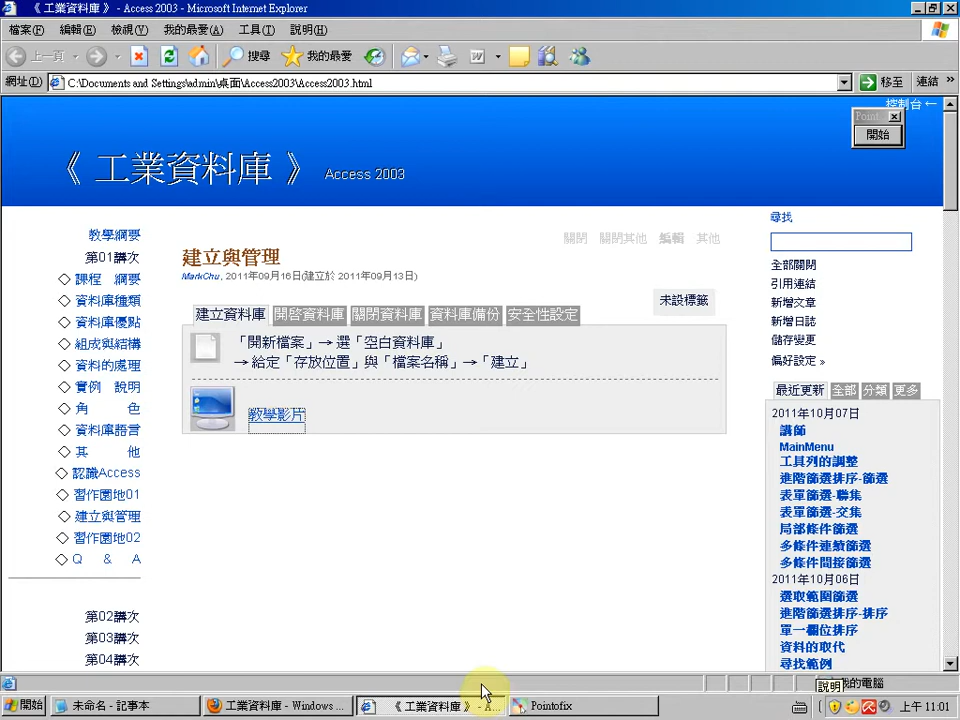 《 工業資料庫 》 - Access 2003 - Microsoft Internet Explorer
檔案(F) 編輯(E) 檢視(V) 我的最愛(A) 工具(T) 說明(H)
上一頁 搜尋 我的最愛
網址(D) C:\Documents and Settings\admin\桌面\Access2003\Access2003.html 移至 連結 »
控制台 ←
Point
開始
《 工業資料庫 》 Access 2003
教學綱要
第01講次
◇ 課程 綱要
◇ 資料庫種類
◇ 資料庫優點
◇ 組成與結構
◇ 資料的處理
◇ 實例 說明
◇ 角 色
◇ 資料庫語言
◇ 其 他
◇ 認識Access
◇ 習作園地01
◇ 建立與管理
◇ 習作園地02
◇ Q & A
第02講次
第03講次
第04講次
關閉 關閉其他 編輯 其他
建立與管理
MarkChu, 2011年09月16日(建立於 2011年09月13日)
未設標籤
建立資料庫 開啟資料庫 關閉資料庫 資料庫備份 安全性設定
「開新檔案」→ 選「空白資料庫」
→ 給定「存放位置」與「檔案名稱」→「建立」
教學影片
尋找
全部關閉
引用連結
新增文章
新增日誌
儲存變更
偏好設定 »
最近更新 全部 分類 更多
2011年10月07日
講師
MainMenu
工具列的調整
進階篩選排序-篩選
表單篩選-聯集
表單篩選-交集
局部條件篩選
多條件連續篩選
多條件間接篩選
2011年10月06日
選取範圍篩選
進階篩選排序-排序
單一欄位排序
資料的取代
尋找範例
說明 我的電腦
開始 未命名 - 記事本 工業資料庫 - Windows ... 《 工業資料庫 》 - A... Pointofix 上午 11:01